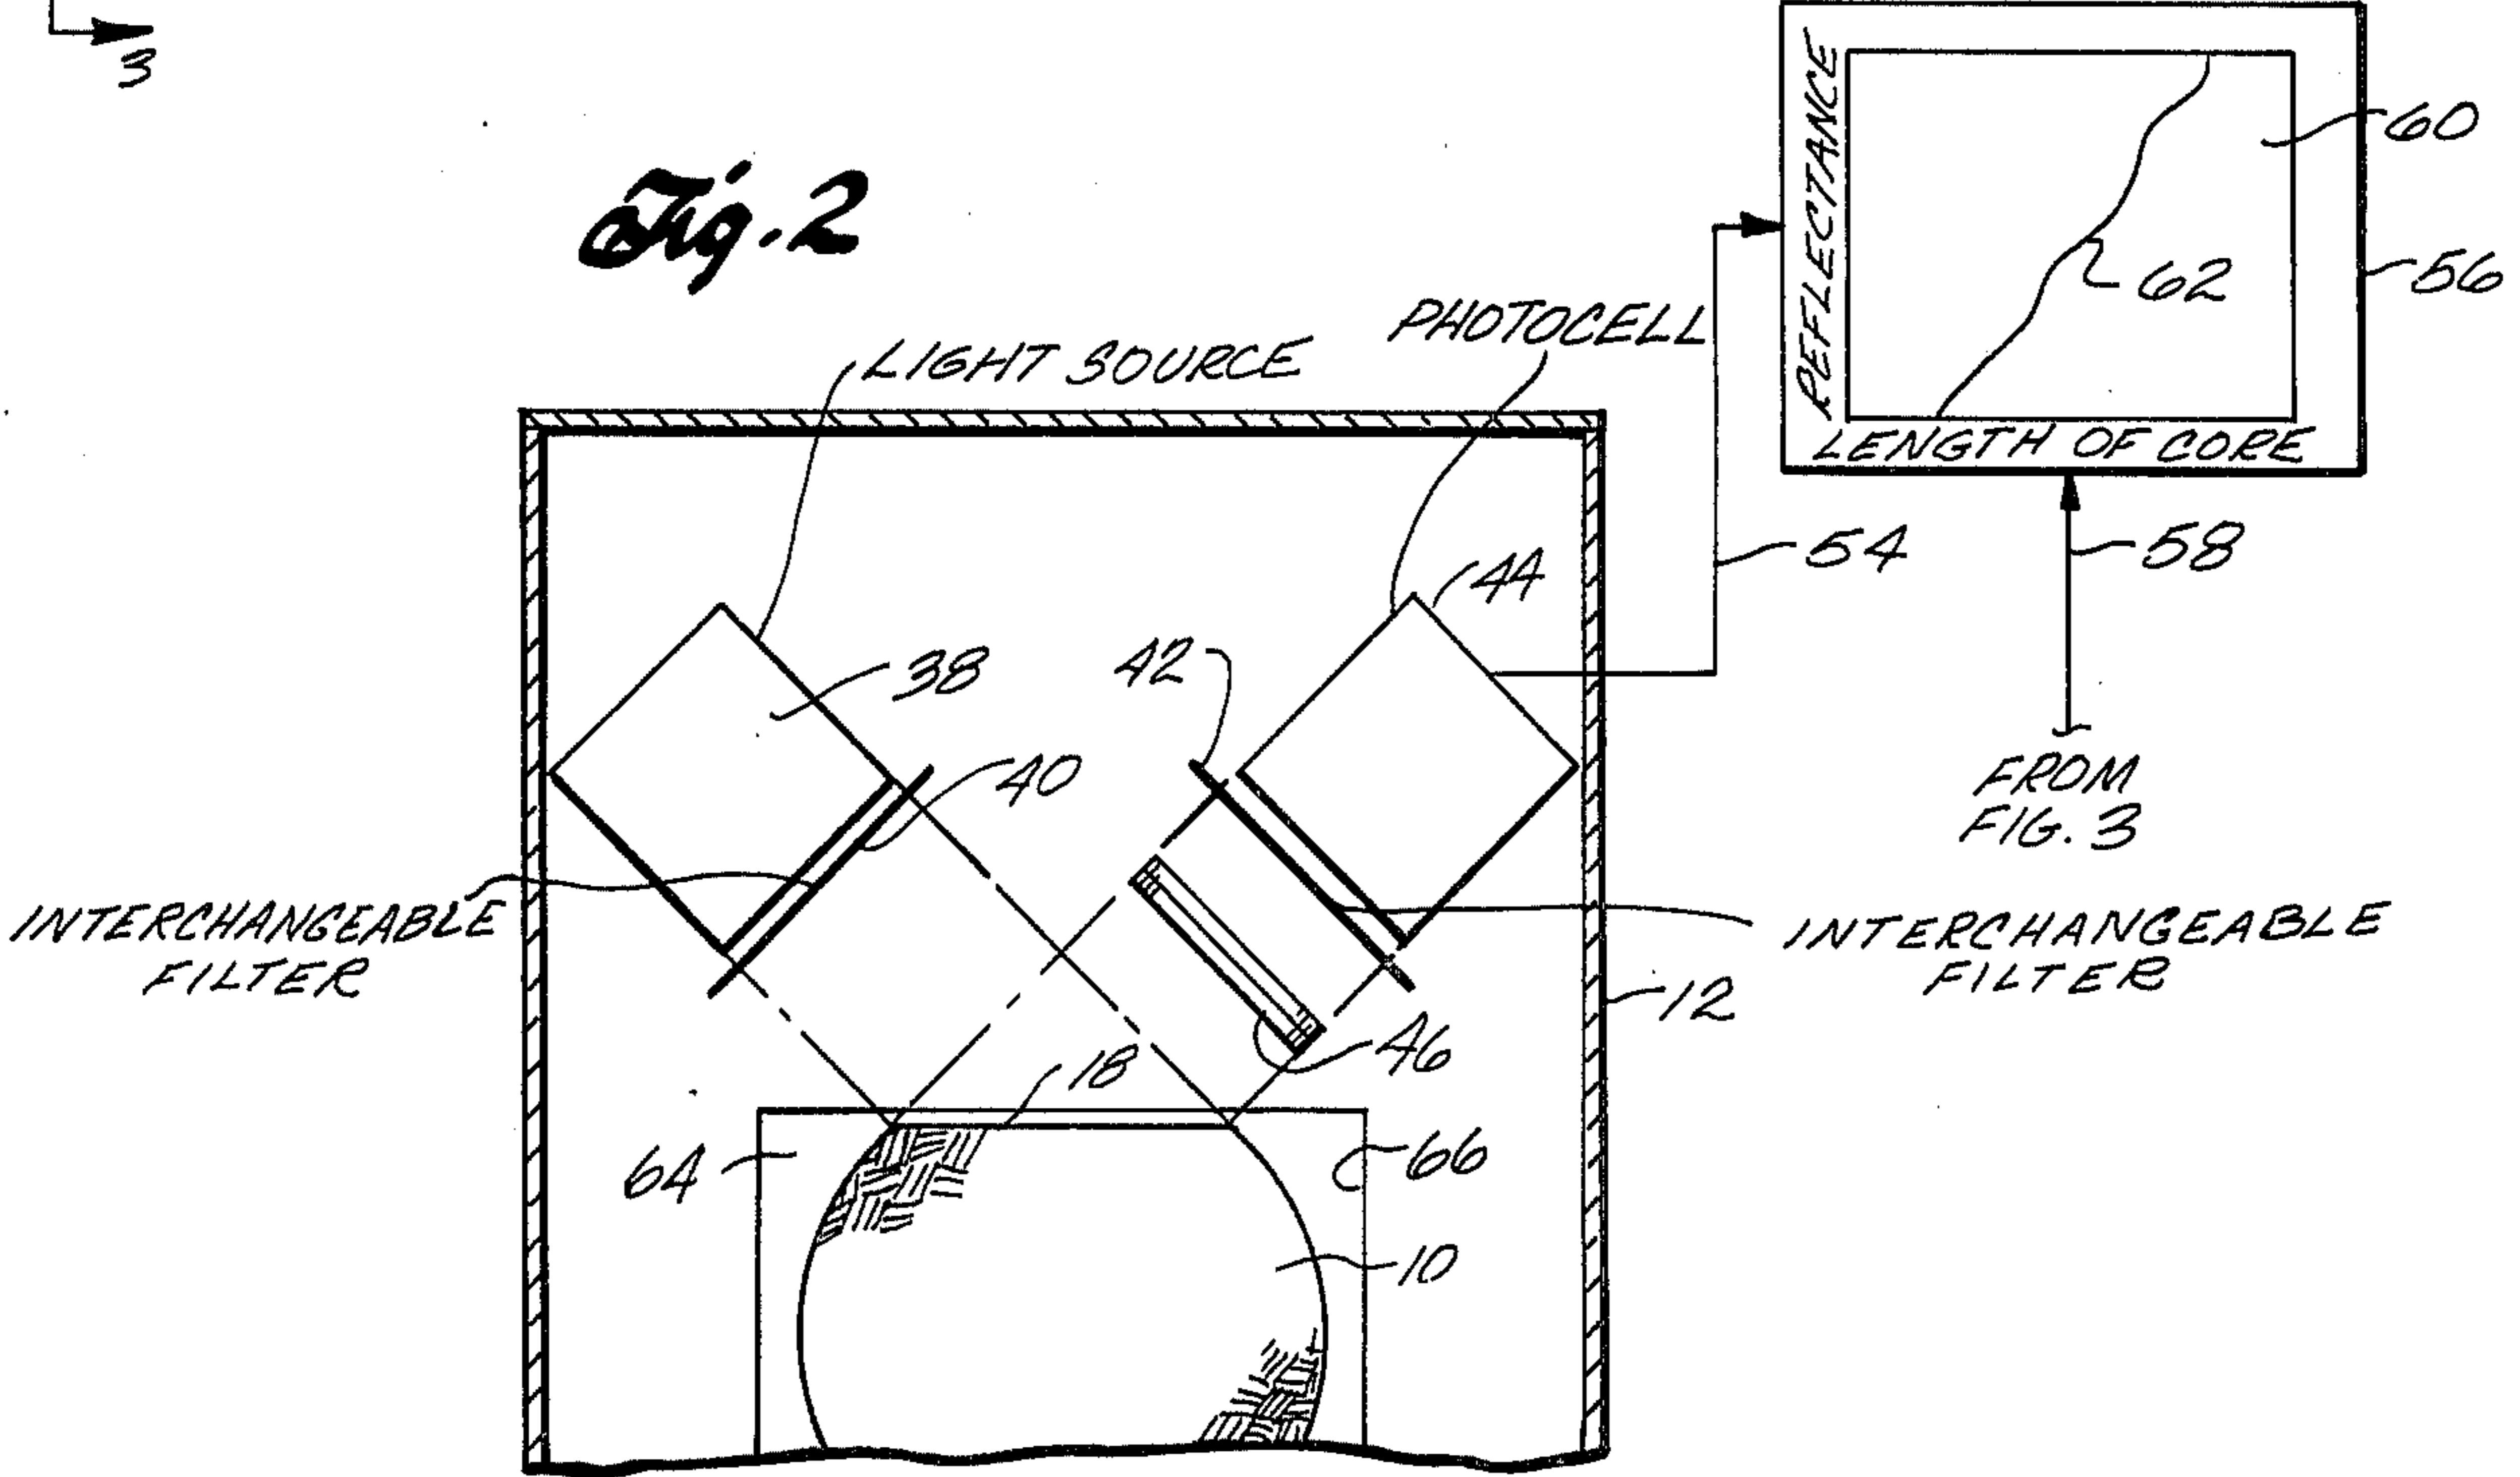 3
Fig. 2
REFLECTANCE
60
62
56
LENGTH OF CORE
PHOTOCELL
LIGHT SOURCE
44
54
58
38
42
40
FROM
FIG. 3
INTERCHANGEABLE
FILTER
INTERCHANGEABLE
FILTER
12
46
18
64
66
10